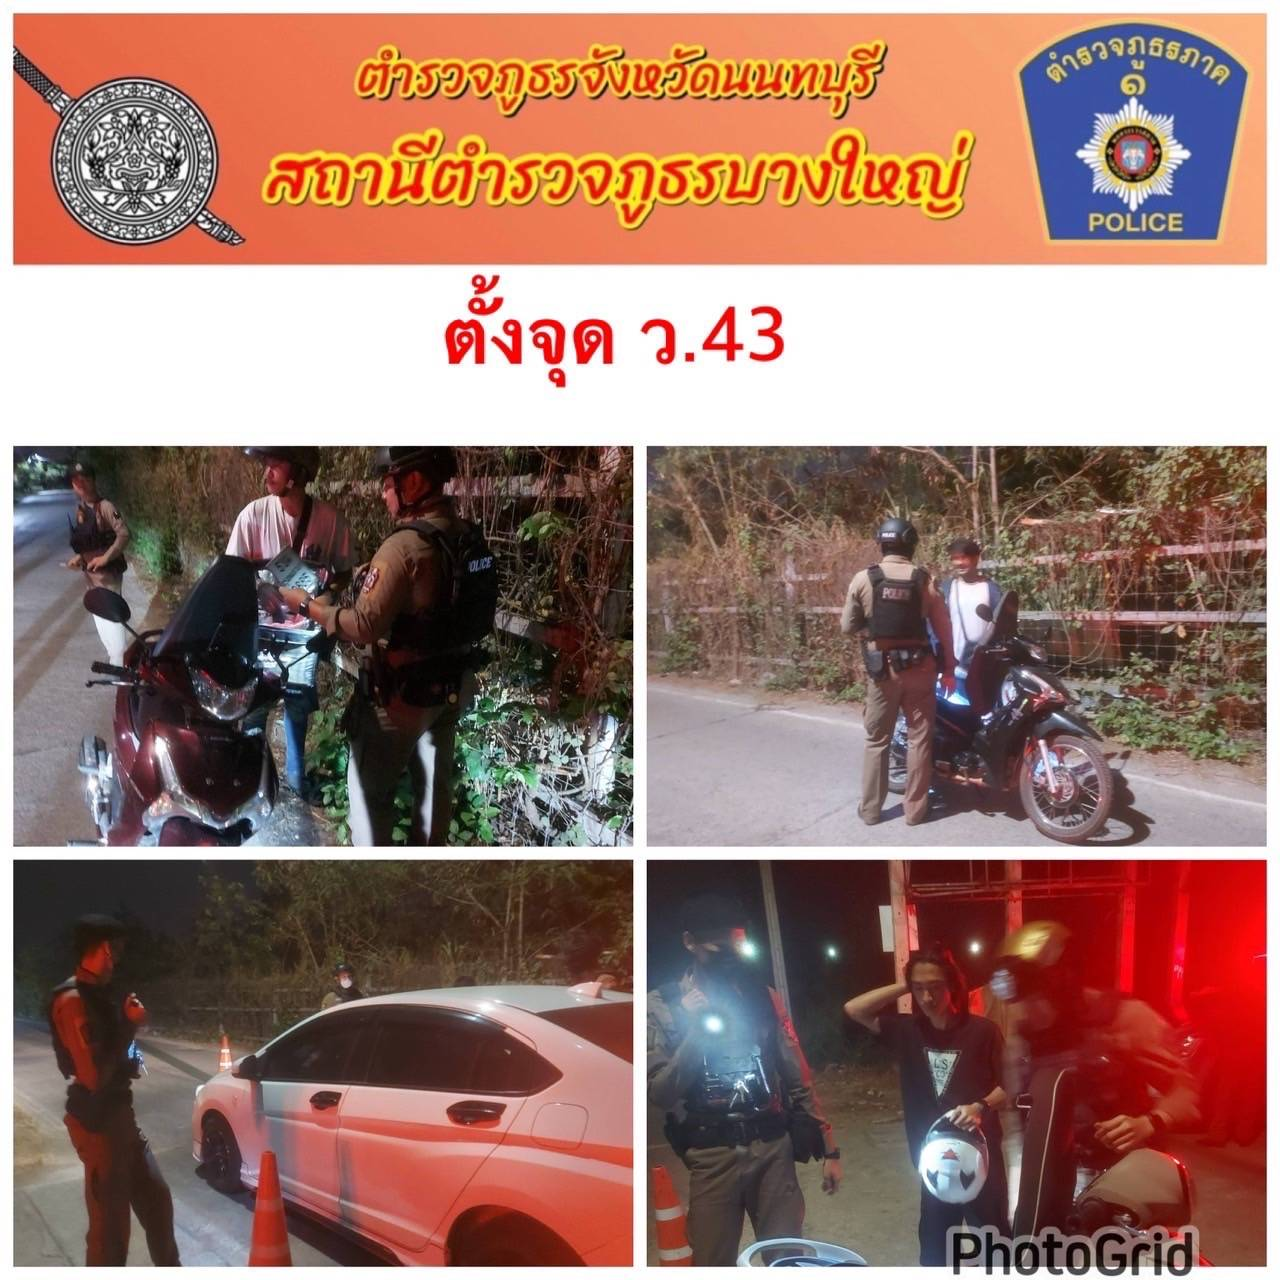 ตำรวจภูธรจังหวัดนนทบุรี
สถานีตำรวจภูธรบางใหญ่
ตำรวจภูธรภาค
๑
POLICE
ตั้งจุด ว.43
POLICE
POLICE
POLICE
PhotoGrid